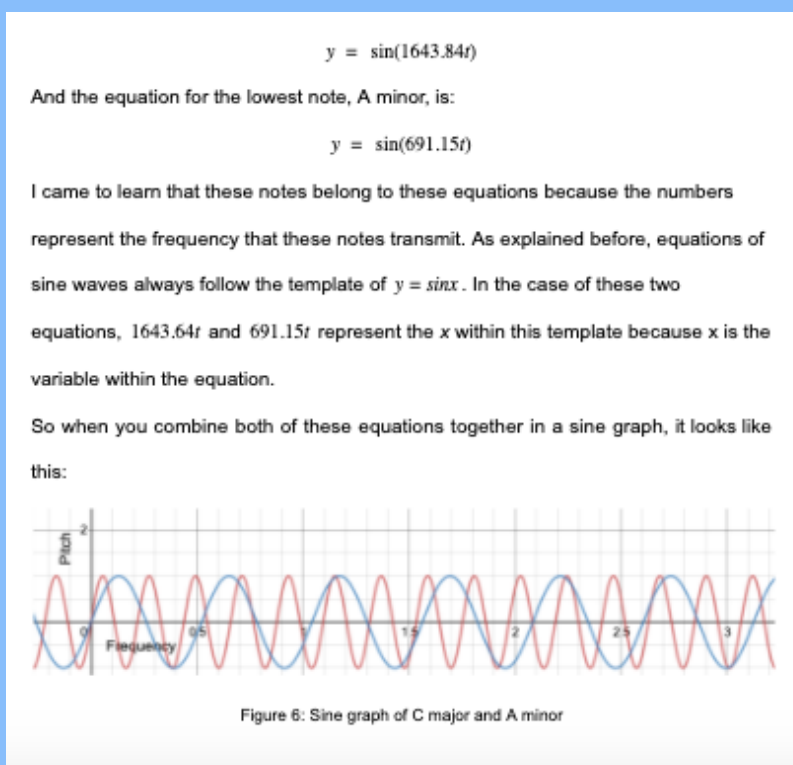 y = sin(1643.84t)
And the equation for the lowest note, A minor, is:
y = sin(691.15t)
I came to learn that these notes belong to these equations because the numbers
represent the frequency that these notes transmit. As explained before, equations of
sine waves always follow the template of y = sinx. In the case of these two
equations, 1643.64t and 691.15t represent the x within this template because x is the
variable within the equation.
So when you combine both of these equations together in a sine graph, it looks like
this:
Pitch
2
0 0.5 1 1.5 2 2.5 3
Frequency
Figure 6: Sine graph of C major and A minor